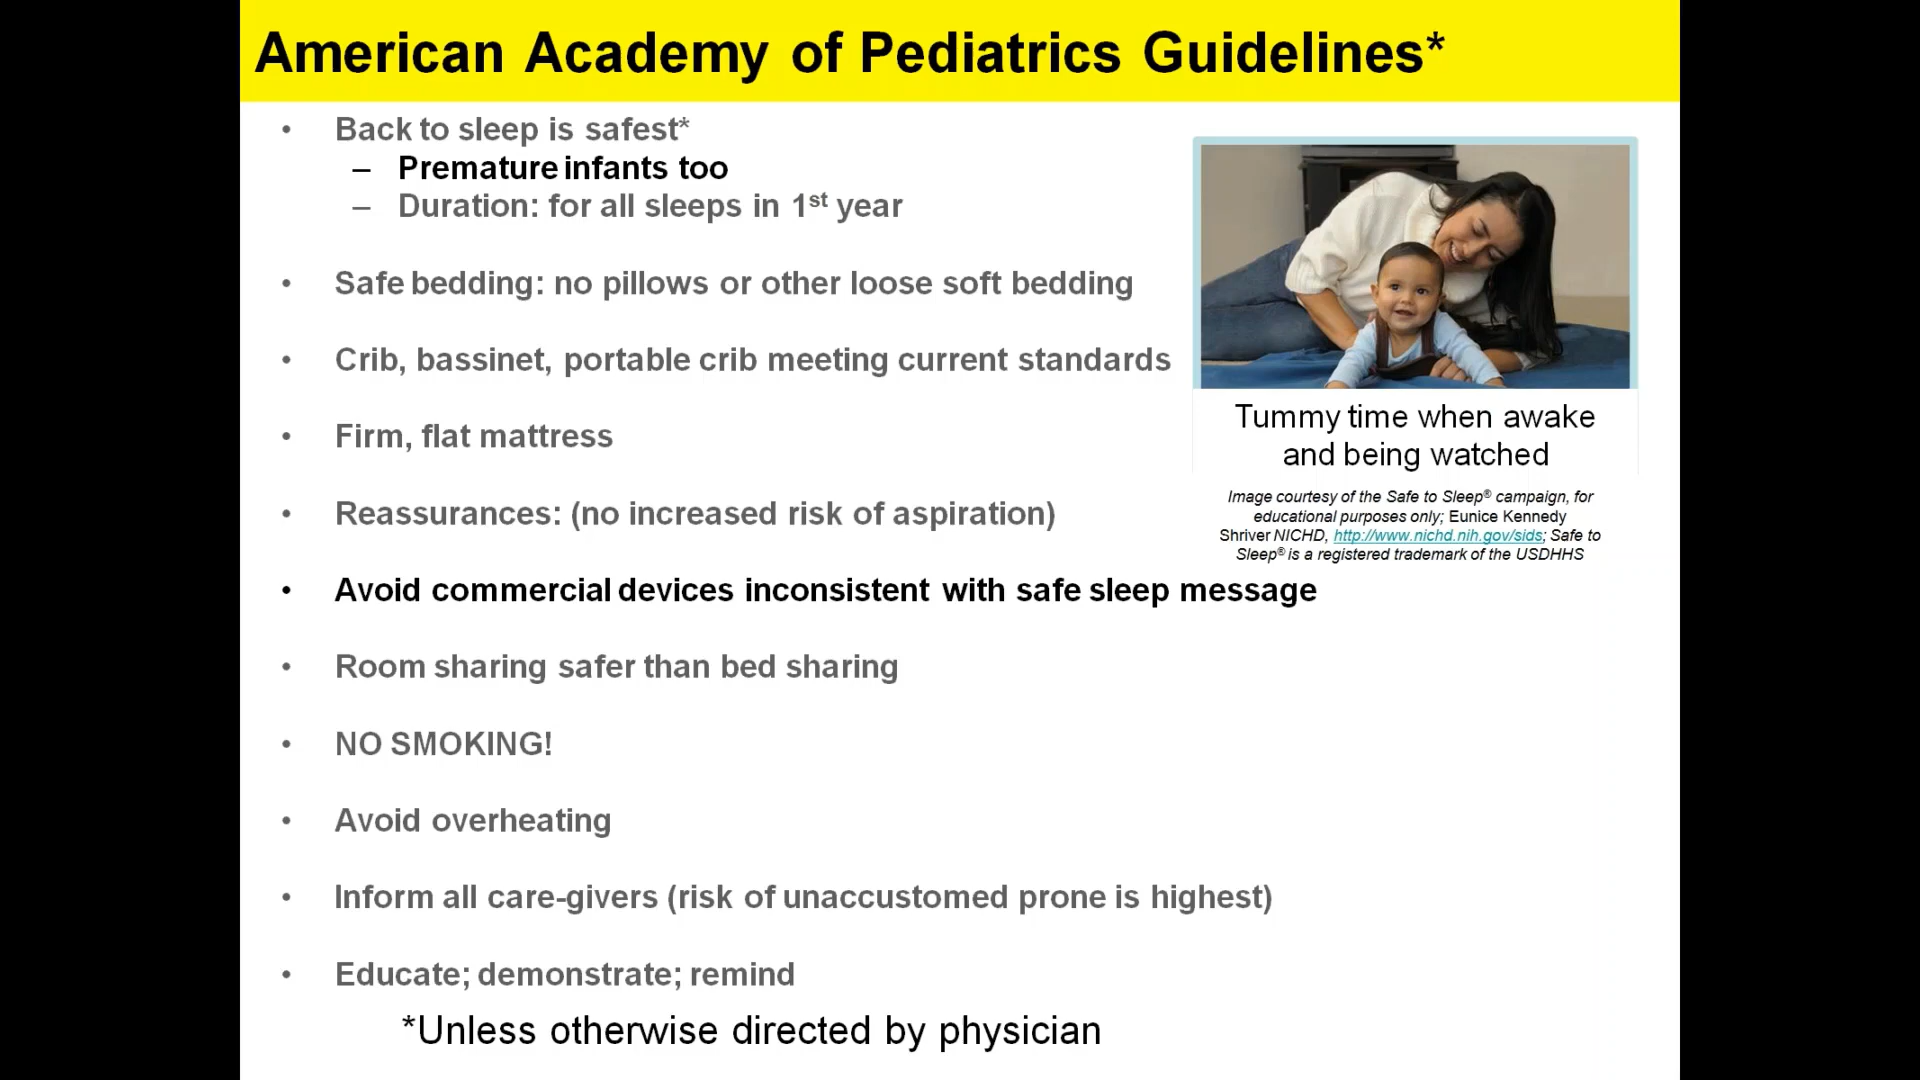 American Academy of Pediatrics Guidelines*
• Back to sleep is safest*
– Premature infants too
– Duration: for all sleeps in 1st year
• Safe bedding: no pillows or other loose soft bedding
• Crib, bassinet, portable crib meeting current standards
• Firm, flat mattress
• Reassurances: (no increased risk of aspiration)
• Avoid commercial devices inconsistent with safe sleep message
• Room sharing safer than bed sharing
• NO SMOKING!
• Avoid overheating
• Inform all care-givers (risk of unaccustomed prone is highest)
• Educate; demonstrate; remind
*Unless otherwise directed by physician
Tummy time when awake
and being watched
Image courtesy of the Safe to Sleep® campaign, for
educational purposes only; Eunice Kennedy
Shriver NICHD, http://www.nichd.nih.gov/sids; Safe to
Sleep® is a registered trademark of the USDHHS